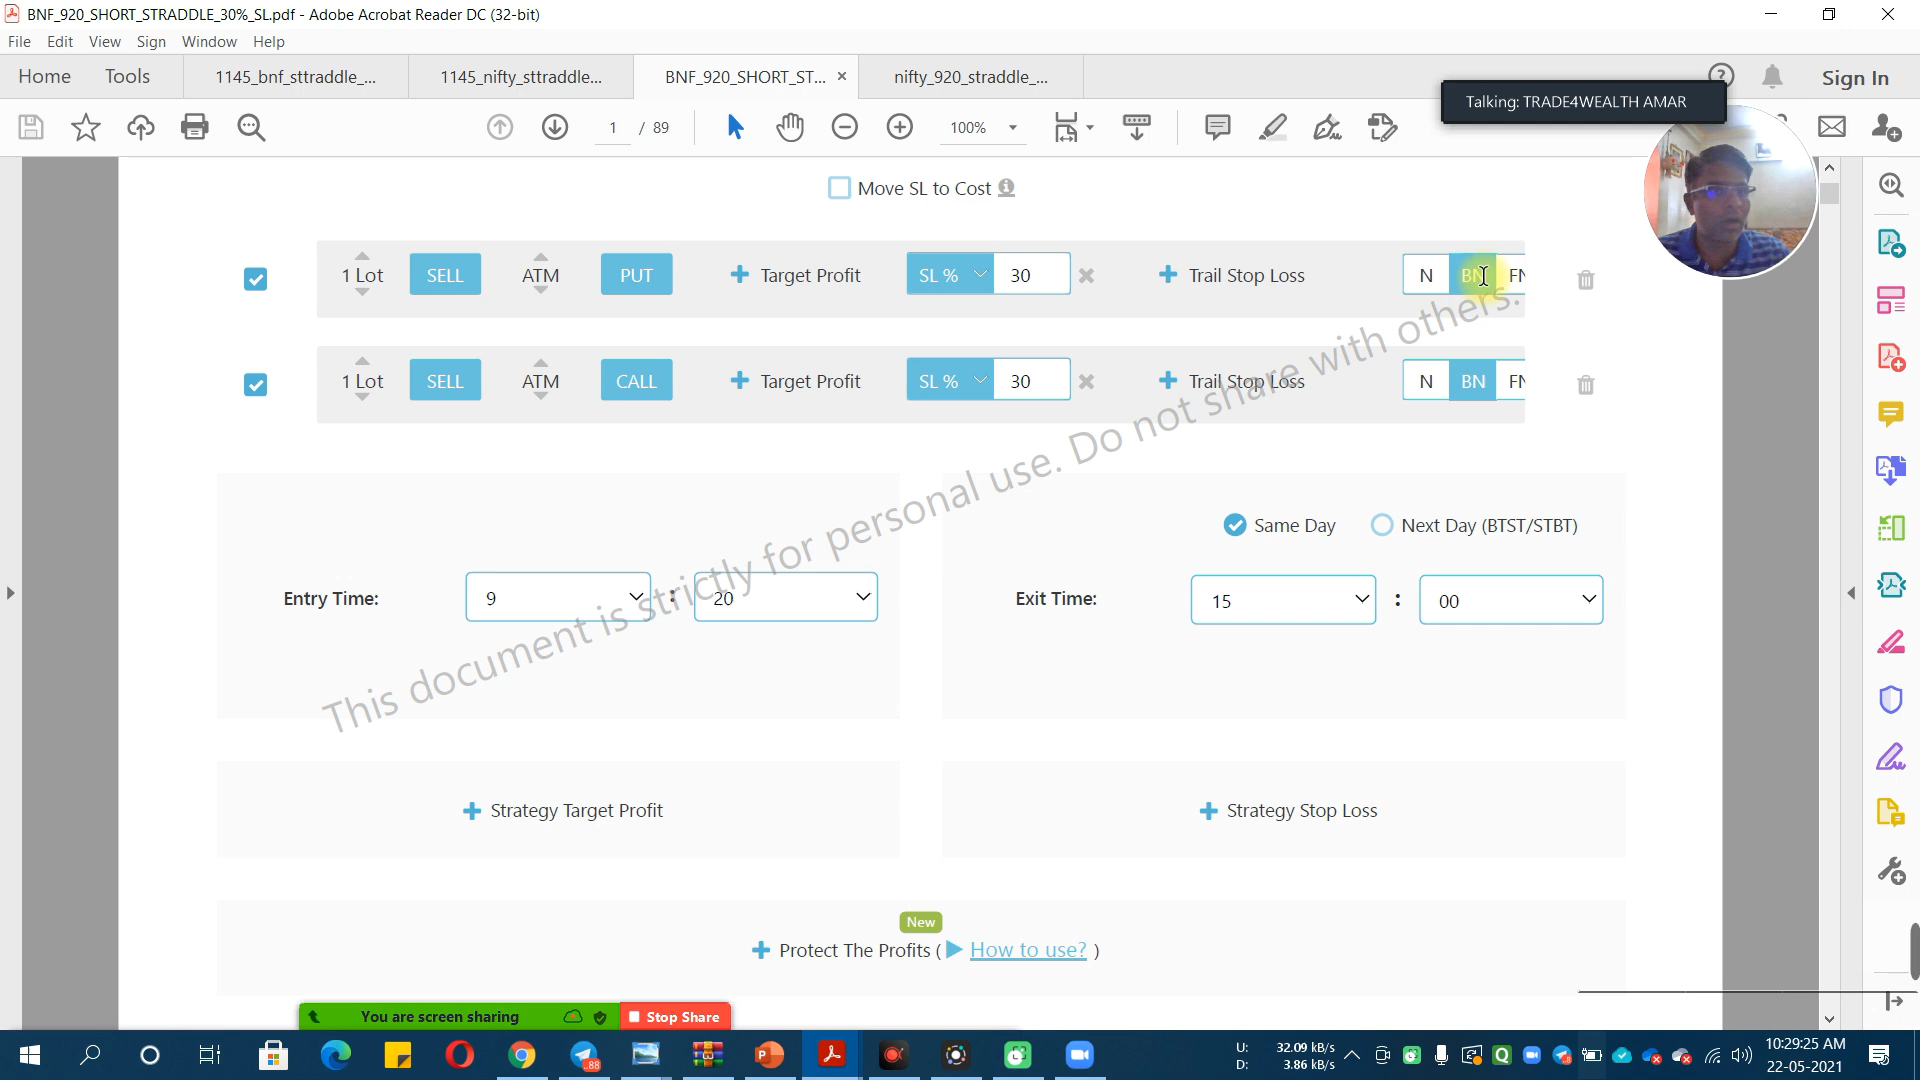 BNF_920_SHORT_STRADDLE_30%_SL.pdf - Adobe Acrobat Reader DC (32-bit)
File Edit View Sign Window Help
Home Tools 1145_bnf_sttraddle_... 1145_nifty_sttraddle... BNF_920_SHORT_ST... × nifty_920_straddle_... ? Sign In
Talking: TRADE4WEALTH AMAR
1 / 89 100%
Move SL to Cost
1 Lot SELL ATM PUT + Target Profit SL % 30 + Trail Stop Loss N BN FN
1 Lot SELL ATM CALL + Target Profit SL % 30 + Trail Stop Loss N BN FN
This document is strictly for personal use. Do not share with others.
Same Day Next Day (BTST/STBT)
Entry Time: 9 : 20 Exit Time: 15 : 00
+ Strategy Target Profit + Strategy Stop Loss
New
+ Protect The Profits ( How to use? )
You are screen sharing Stop Share
U: 32.09 kB/s
D: 3.86 kB/s
.88
10:29:25 AM
22-05-2021